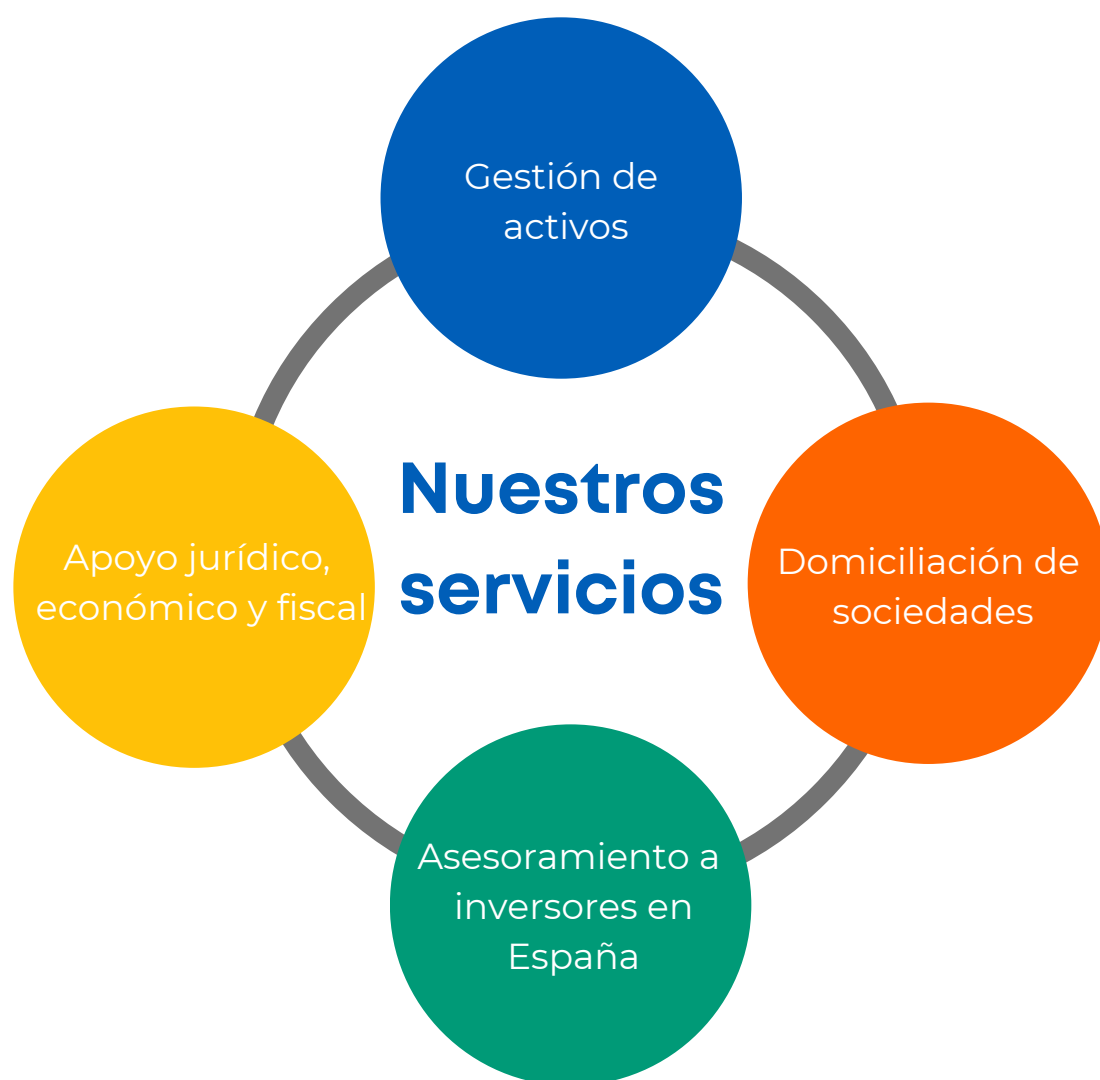 Gestión de
activos
Nuestros
servicios
Apoyo jurídico,
económico y fiscal
Domiciliación de
sociedades
Asesoramiento a
inversores en
España